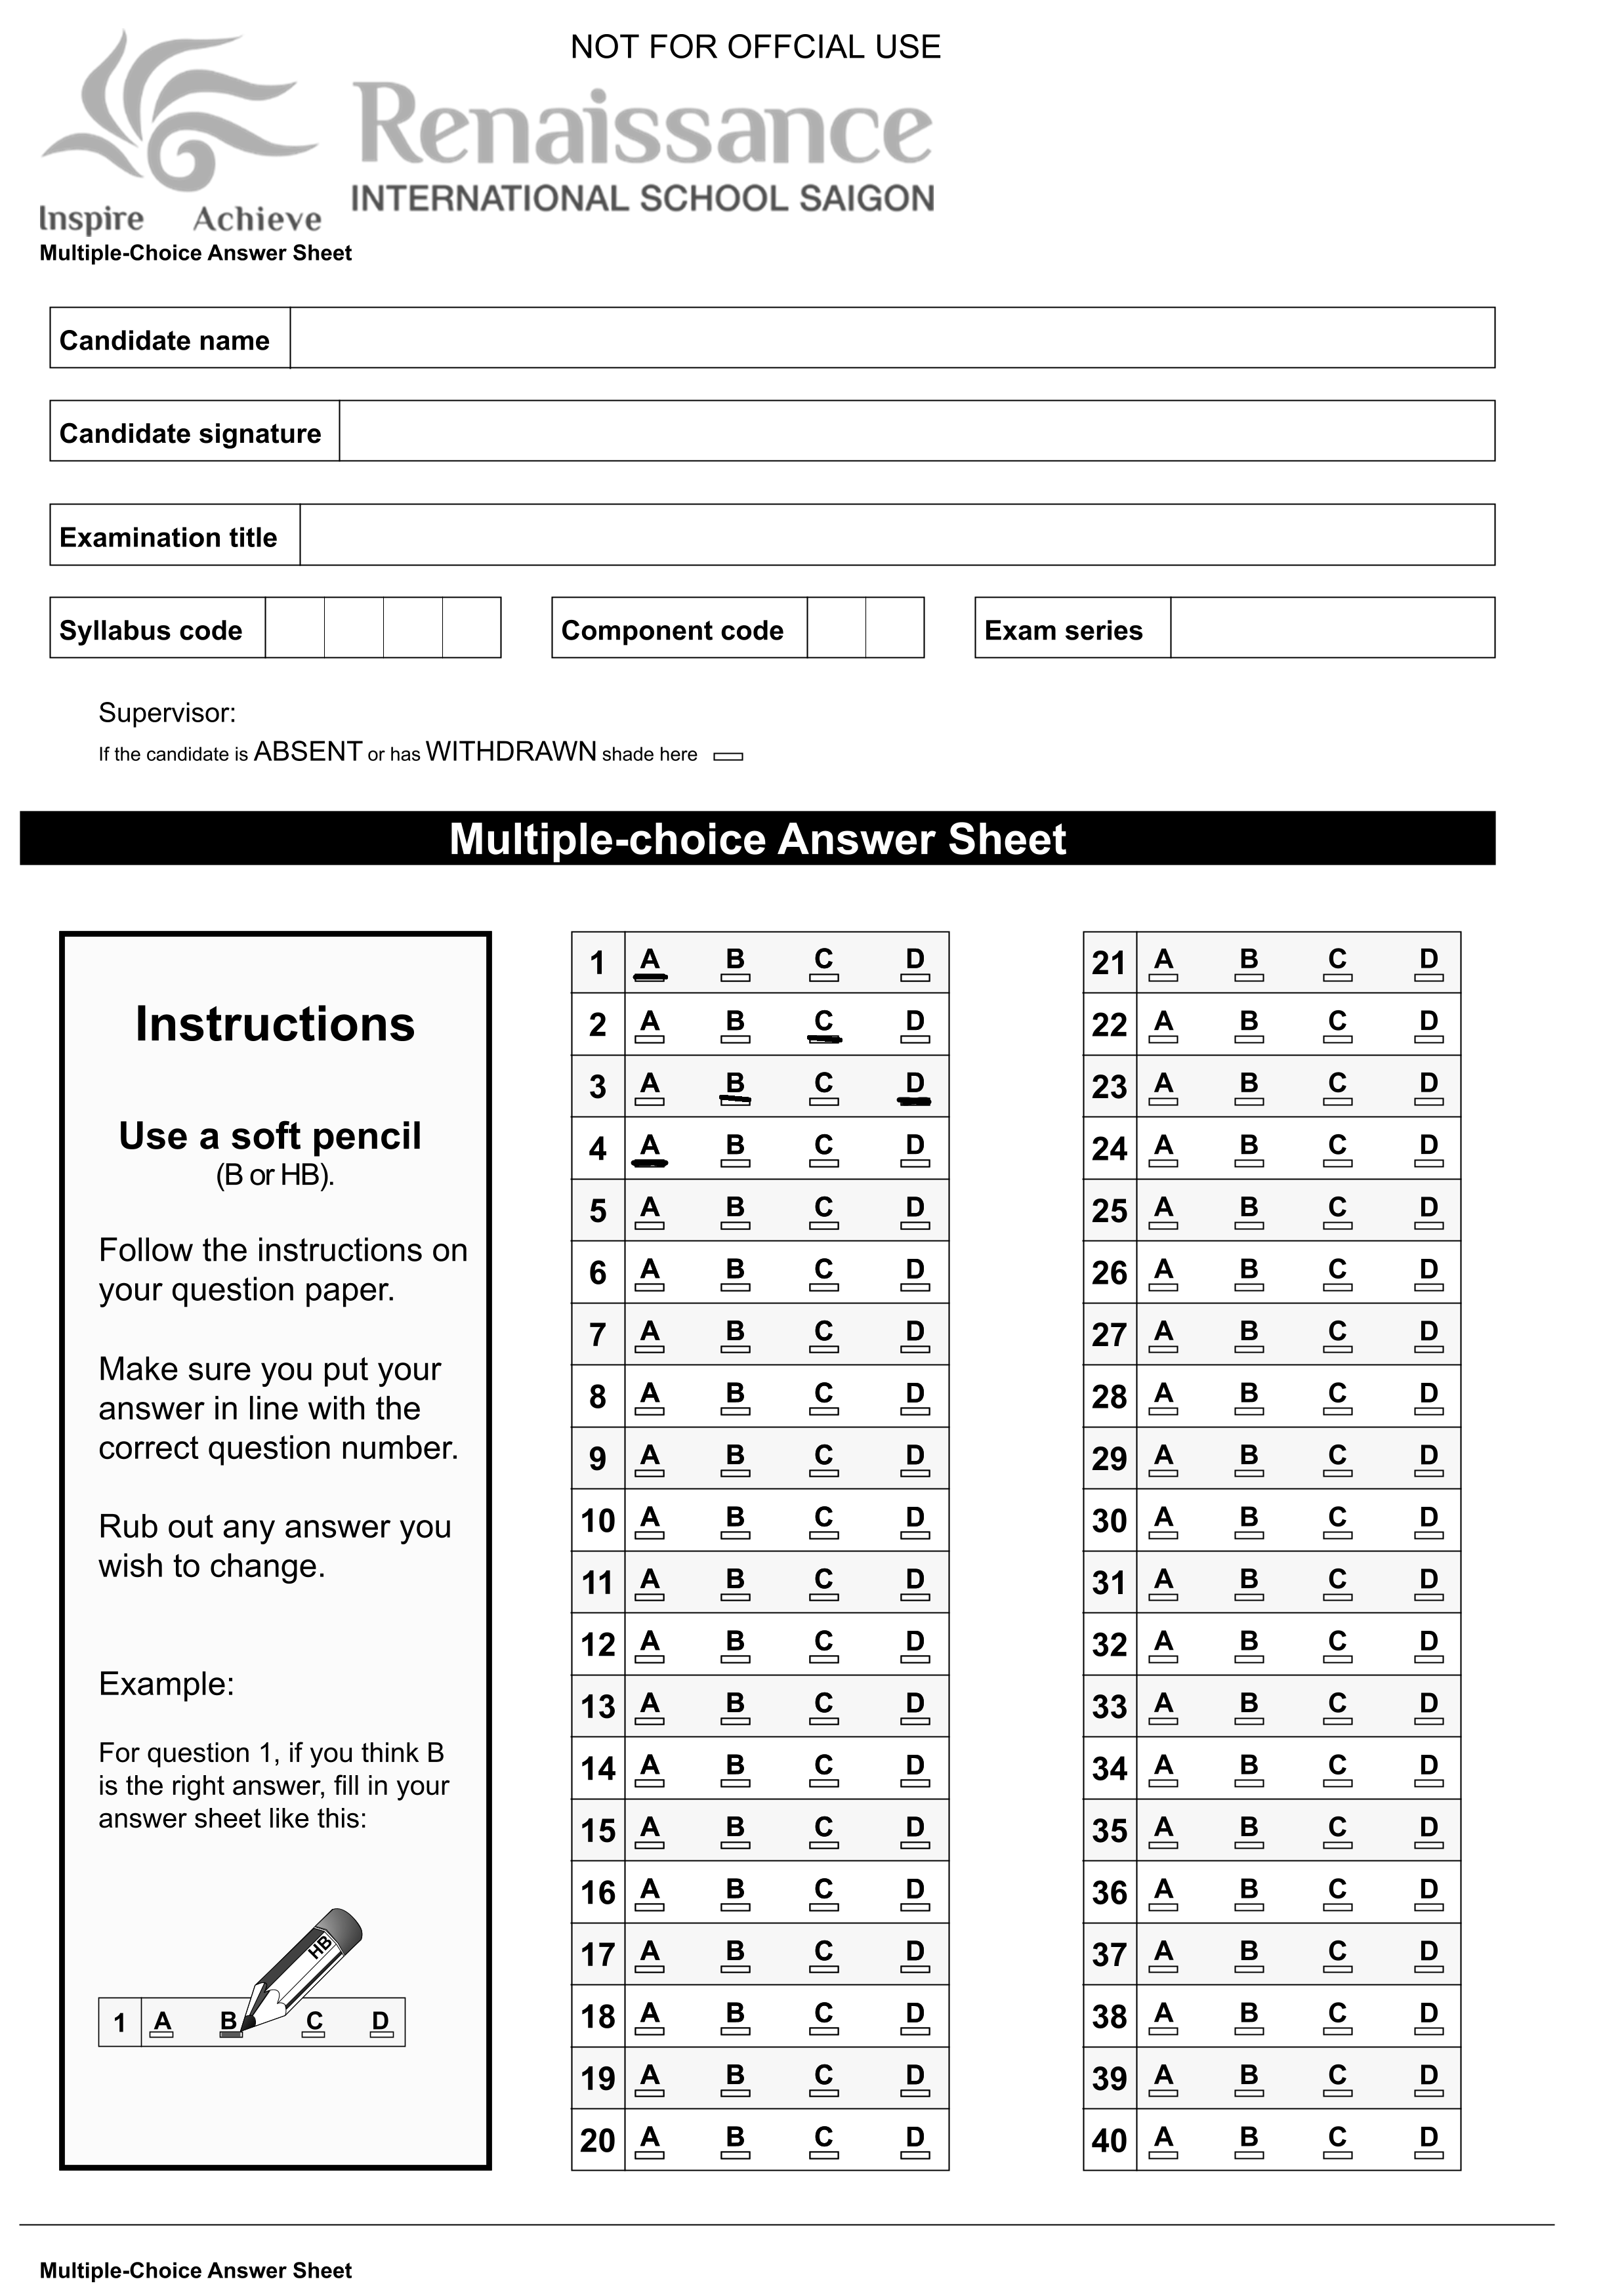 NOT FOR OFFCIAL USE
Renaissance
INTERNATIONAL SCHOOL SAIGON
Inspire Achieve
Multiple-Choice Answer Sheet
Candidate name
Candidate signature
Examination title
Syllabus code
Component code
Exam series
Supervisor:
If the candidate is ABSENT or has WITHDRAWN shade here
Multiple-choice Answer Sheet
Instructions
Use a soft pencil
(B or HB).
Follow the instructions on
your question paper.
Make sure you put your
answer in line with the
correct question number.
Rub out any answer you
wish to change.
Example:
For question 1, if you think B
is the right answer, fill in your
answer sheet like this:
HB
1 A B C D
1 A B C D
2 A B C D
3 A B C D
4 A B C D
5 A B C D
6 A B C D
7 A B C D
8 A B C D
9 A B C D
10 A B C D
11 A B C D
12 A B C D
13 A B C D
14 A B C D
15 A B C D
16 A B C D
17 A B C D
18 A B C D
19 A B C D
20 A B C D
21 A B C D
22 A B C D
23 A B C D
24 A B C D
25 A B C D
26 A B C D
27 A B C D
28 A B C D
29 A B C D
30 A B C D
31 A B C D
32 A B C D
33 A B C D
34 A B C D
35 A B C D
36 A B C D
37 A B C D
38 A B C D
39 A B C D
40 A B C D
Multiple-Choice Answer Sheet